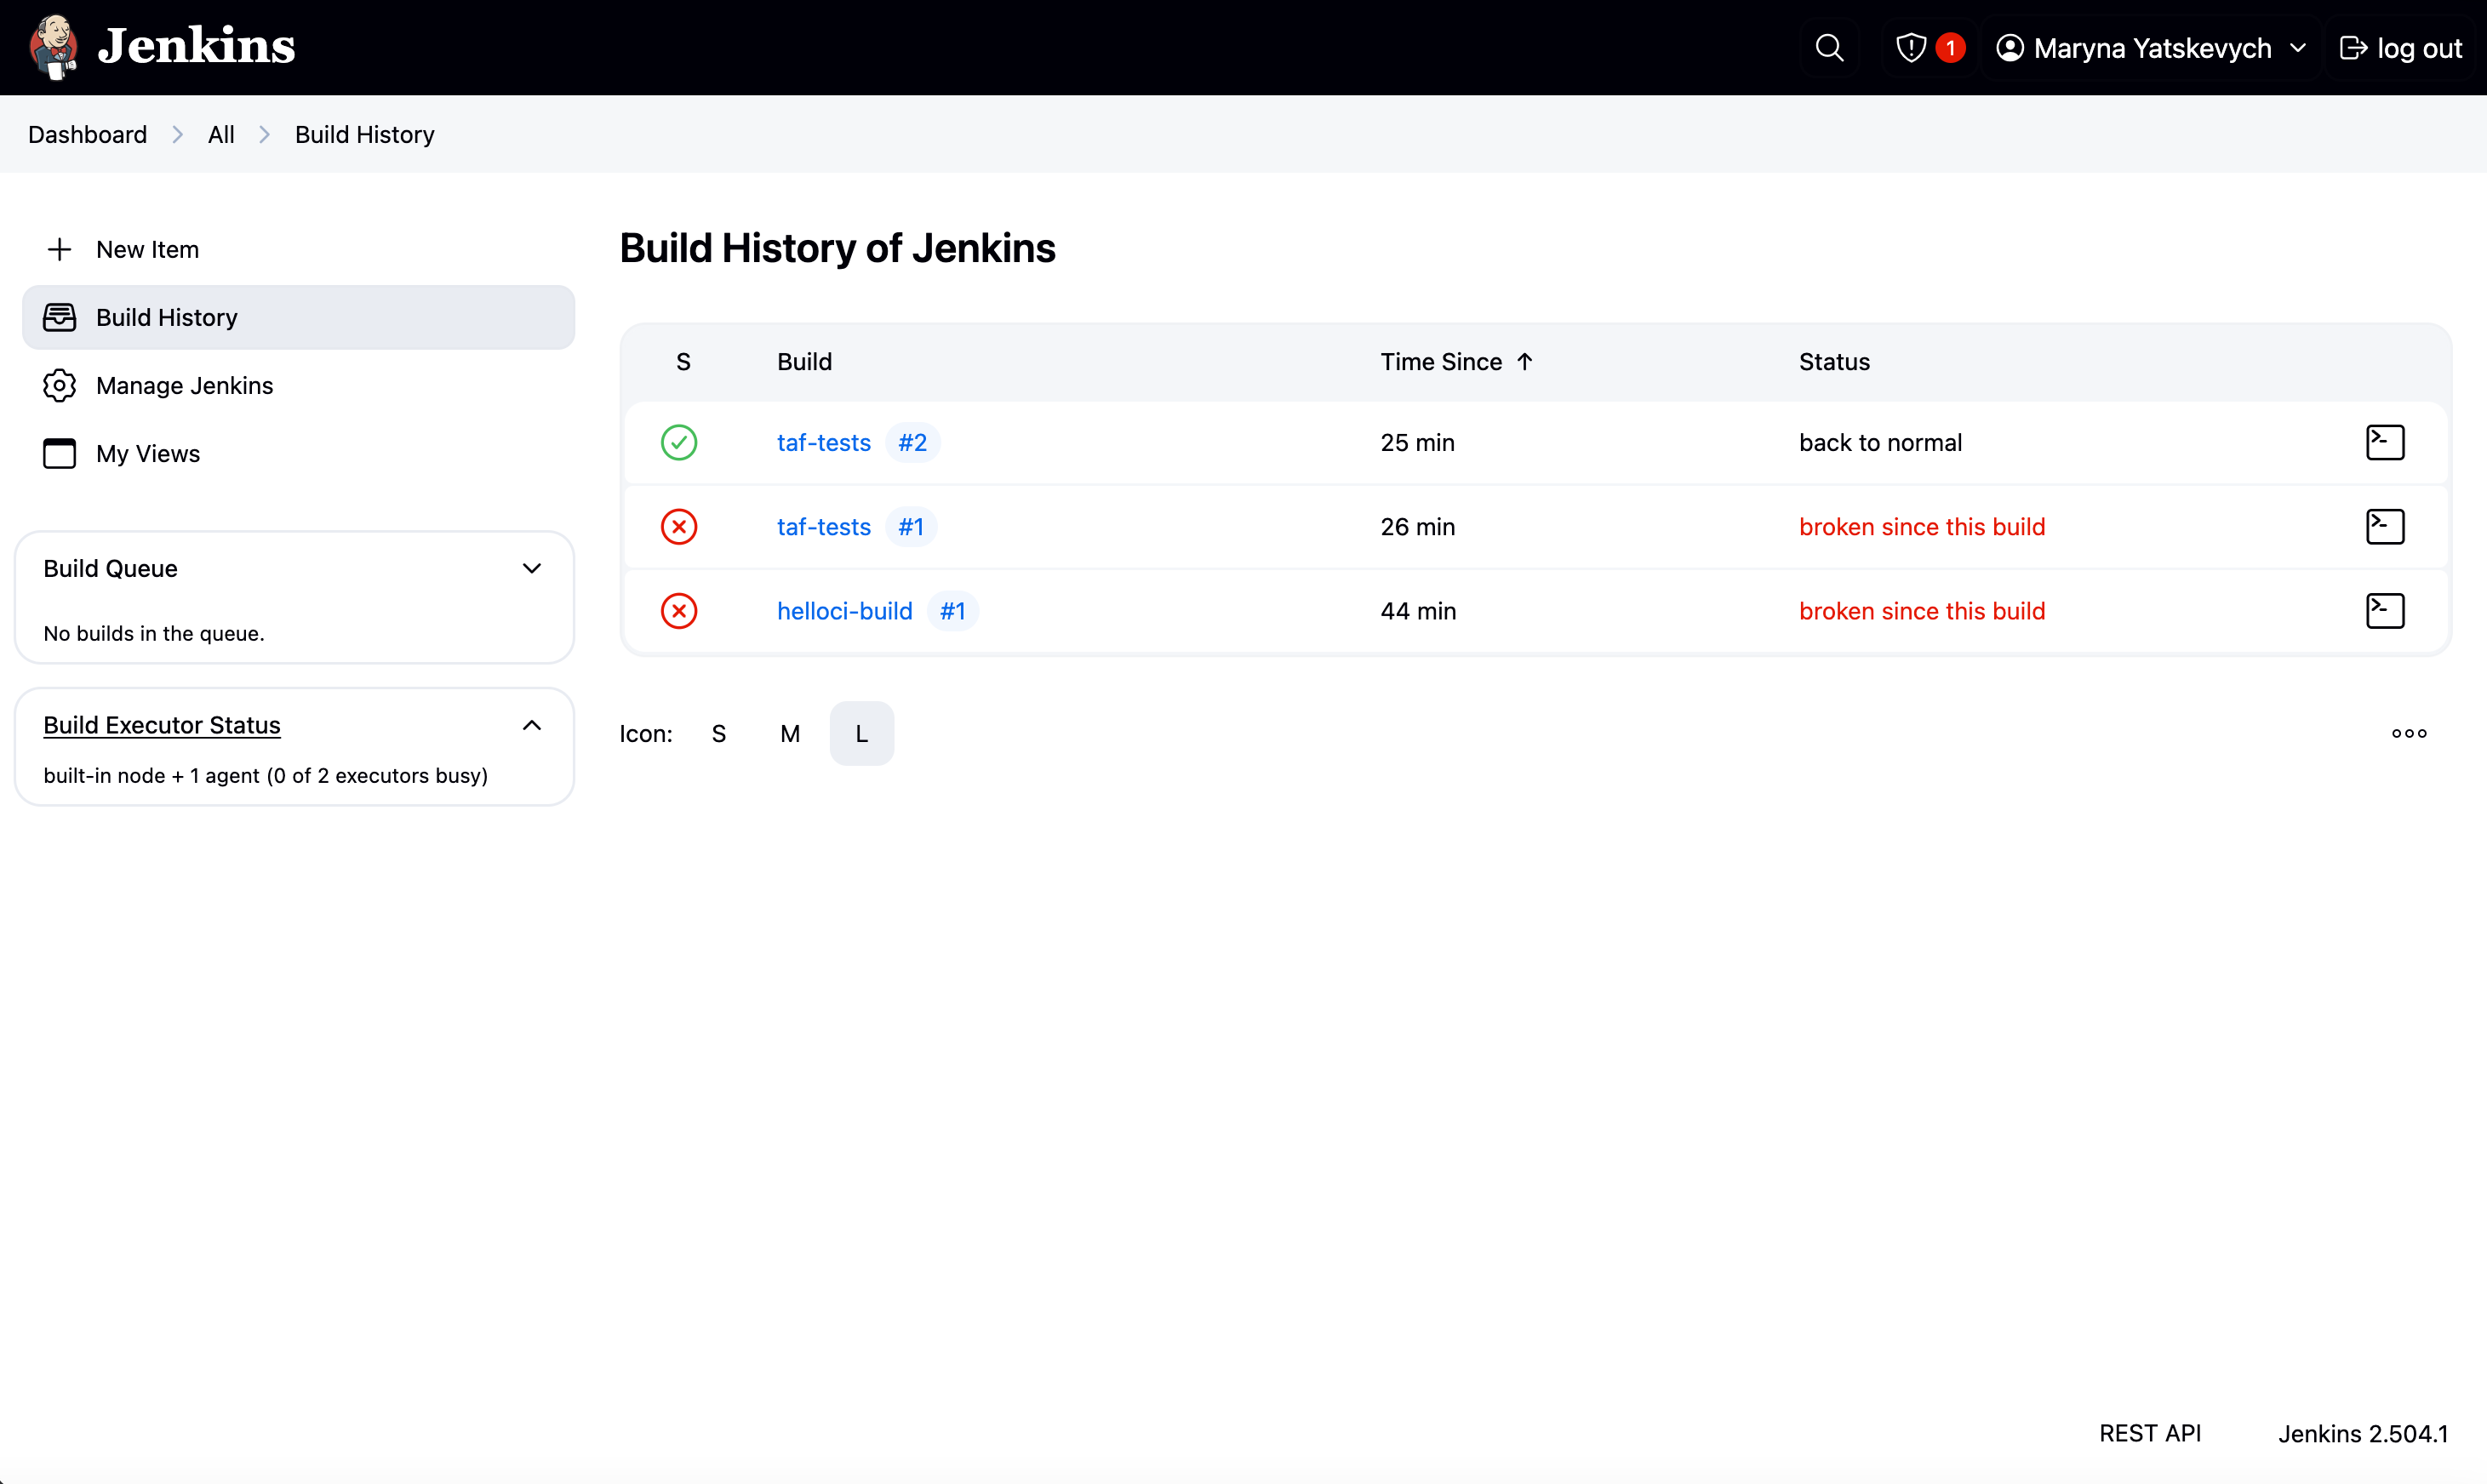 Jenkins
1
Maryna Yatskevych
log out
Dashboard All Build History
New Item
Build History
Manage Jenkins
My Views
Build Queue
No builds in the queue.
Build Executor Status
built-in node + 1 agent (0 of 2 executors busy)
Build History of Jenkins
S Build Time Since ↑ Status
taf-tests #2 25 min back to normal
taf-tests #1 26 min broken since this build
helloci-build #1 44 min broken since this build
Icon: S M L
REST API Jenkins 2.504.1